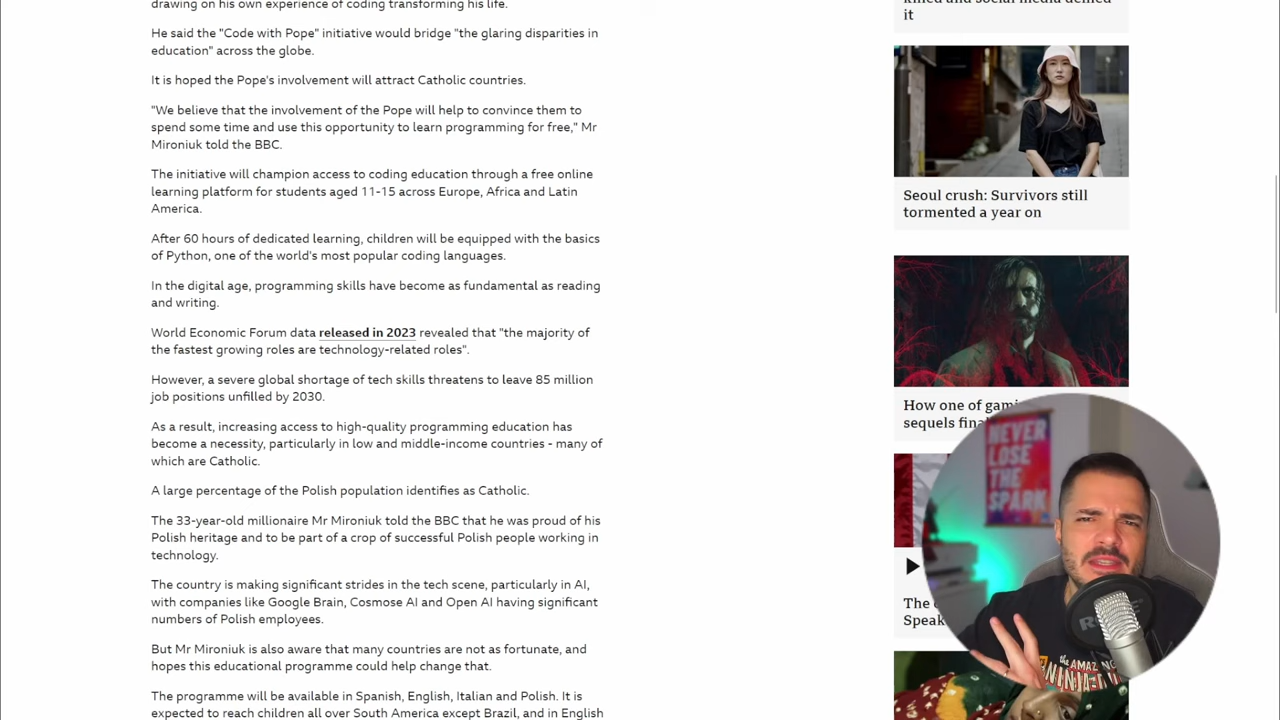 drawing on his own experience of coding transforming his life.
He said the "Code with Pope" initiative would bridge "the glaring disparities in
education" across the globe.
It is hoped the Pope's involvement will attract Catholic countries.
"We believe that the involvement of the Pope will help to convince them to
spend some time and use this opportunity to learn programming for free," Mr
Mironiuk told the BBC.
The initiative will champion access to coding education through a free online
learning platform for students aged 11-15 across Europe, Africa and Latin
America.
After 60 hours of dedicated learning, children will be equipped with the basics
of Python, one of the world's most popular coding languages.
In the digital age, programming skills have become as fundamental as reading
and writing.
World Economic Forum data released in 2023 revealed that "the majority of
the fastest growing roles are technology-related roles".
However, a severe global shortage of tech skills threatens to leave 85 million
job positions unfilled by 2030.
As a result, increasing access to high-quality programming education has
become a necessity, particularly in low and middle-income countries - many of
which are Catholic.
A large percentage of the Polish population identifies as Catholic.
The 33-year-old millionaire Mr Mironiuk told the BBC that he was proud of his
Polish heritage and to be part of a crop of successful Polish people working in
technology.
The country is making significant strides in the tech scene, particularly in AI,
with companies like Google Brain, Cosmose AI and Open AI having significant
numbers of Polish employees.
But Mr Mironiuk is also aware that many countries are not as fortunate, and
hopes this educational programme could help change that.
The programme will be available in Spanish, English, Italian and Polish. It is
expected to reach children all over South America except Brazil, and in English
killed and social media denied
it
Seoul crush: Survivors still
tormented a year on
How one of
sequels
The
Speak
NEVER
LOSE
THE
SPARK
the AMAZ